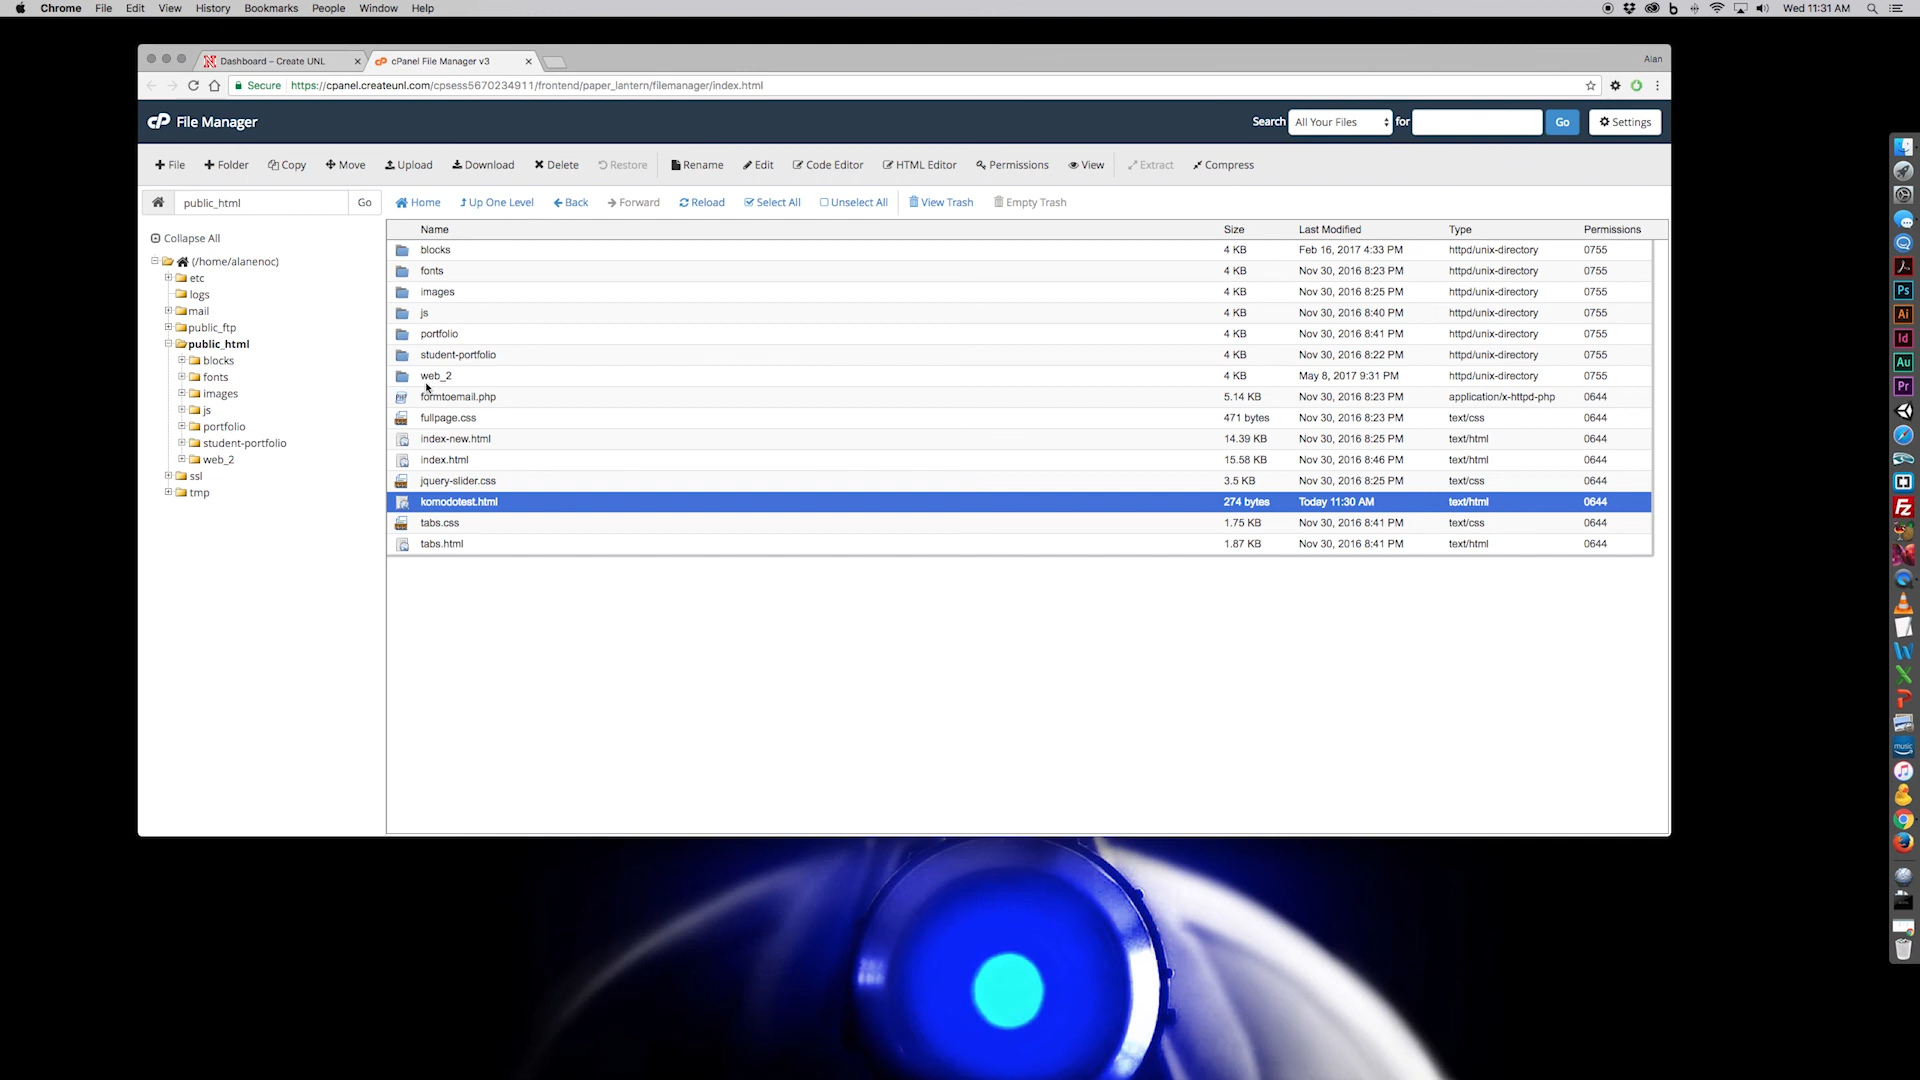 Chrome File Edit View History Bookmarks People Window Help Wed 11:31 AM
Dashboard – Create UNL cPanel File Manager v3 Alan
Secure https://cpanel.createunl.com/cpsess5670234911/frontend/paper_lantern/filemanager/index.html
cP File Manager Search All Your Files for Go Settings
File Folder Copy Move Upload Download Delete Restore Rename Edit Code Editor HTML Editor Permissions View Extract Compress
public_html Go Home Up One Level Back Forward Reload Select All Unselect All View Trash Empty Trash
Collapse All
(/home/alanenoc)
etc
logs
mail
public_ftp
public_html
blocks
fonts
images
js
portfolio
student-portfolio
web_2
ssl
tmp
Name Size Last Modified Type Permissions
blocks 4 KB Feb 16, 2017 4:33 PM httpd/unix-directory 0755
fonts 4 KB Nov 30, 2016 8:23 PM httpd/unix-directory 0755
images 4 KB Nov 30, 2016 8:25 PM httpd/unix-directory 0755
js 4 KB Nov 30, 2016 8:40 PM httpd/unix-directory 0755
portfolio 4 KB Nov 30, 2016 8:41 PM httpd/unix-directory 0755
student-portfolio 4 KB Nov 30, 2016 8:22 PM httpd/unix-directory 0755
web_2 4 KB May 8, 2017 9:31 PM httpd/unix-directory 0755
formtoemail.php 5.14 KB Nov 30, 2016 8:23 PM application/x-httpd-php 0644
fullpage.css 471 bytes Nov 30, 2016 8:23 PM text/css 0644
index-new.html 14.39 KB Nov 30, 2016 8:25 PM text/html 0644
index.html 15.58 KB Nov 30, 2016 8:46 PM text/html 0644
jquery-slider.css 3.5 KB Nov 30, 2016 8:25 PM text/css 0644
komodotest.html 274 bytes Today 11:30 AM text/html 0644
tabs.css 1.75 KB Nov 30, 2016 8:41 PM text/css 0644
tabs.html 1.87 KB Nov 30, 2016 8:41 PM text/html 0644
Ps
Ai
Id
Au
Pr
Fz
music